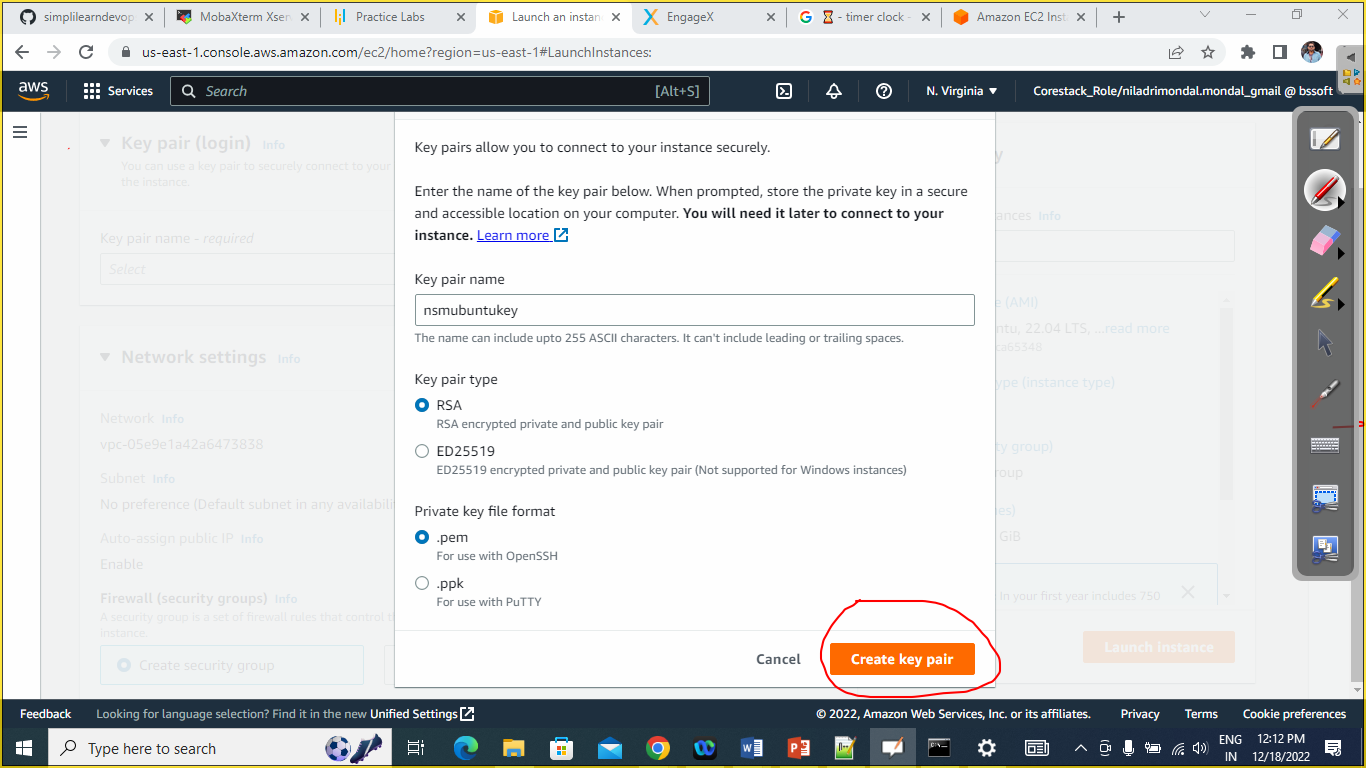 simplilearndevop
MobaXterm Xserv
Practice Labs
Launch an instan
EngageX
- timer clock -
Amazon EC2 Inst
us-east-1.console.aws.amazon.com/ec2/home?region=us-east-1#LaunchInstances:
aws
Services
Search
[Alt+S]
N. Virginia
Corestack_Role/niladrimondal.mondal_gmail @ bssoft
Key pair (login) Info
You can use a key pair to securely connect to your
the instance.
Key pair name - required
Select
Network settings Info
Network Info
vpc-05e9e1a42a6473838
Subnet Info
No preference (Default subnet in any availabili
Auto-assign public IP Info
Enable
Firewall (security groups) Info
A security group is a set of firewall rules that control t
instance.
Create security group
Key pairs allow you to connect to your instance securely.
Enter the name of the key pair below. When prompted, store the private key in a secure
and accessible location on your computer. You will need it later to connect to your
instance. Learn more
Key pair name
nsmubuntukey
The name can include upto 255 ASCII characters. It can't include leading or trailing spaces.
Key pair type
RSA
RSA encrypted private and public key pair
ED25519
ED25519 encrypted private and public key pair (Not supported for Windows instances)
Private key file format
.pem
For use with OpenSSH
.ppk
For use with PuTTY
Cancel
Create key pair
y
ances Info
e (AMI)
ntu, 22.04 LTS, ...read more
ca65348
ype (instance type)
ity group)
roup
es)
GiB
In your first year includes 750
Launch instance
Feedback
Looking for language selection? Find it in the new Unified Settings
© 2022, Amazon Web Services, Inc. or its affiliates.
Privacy
Terms
Cookie preferences
Type here to search
ENG
IN
12:12 PM
12/18/2022